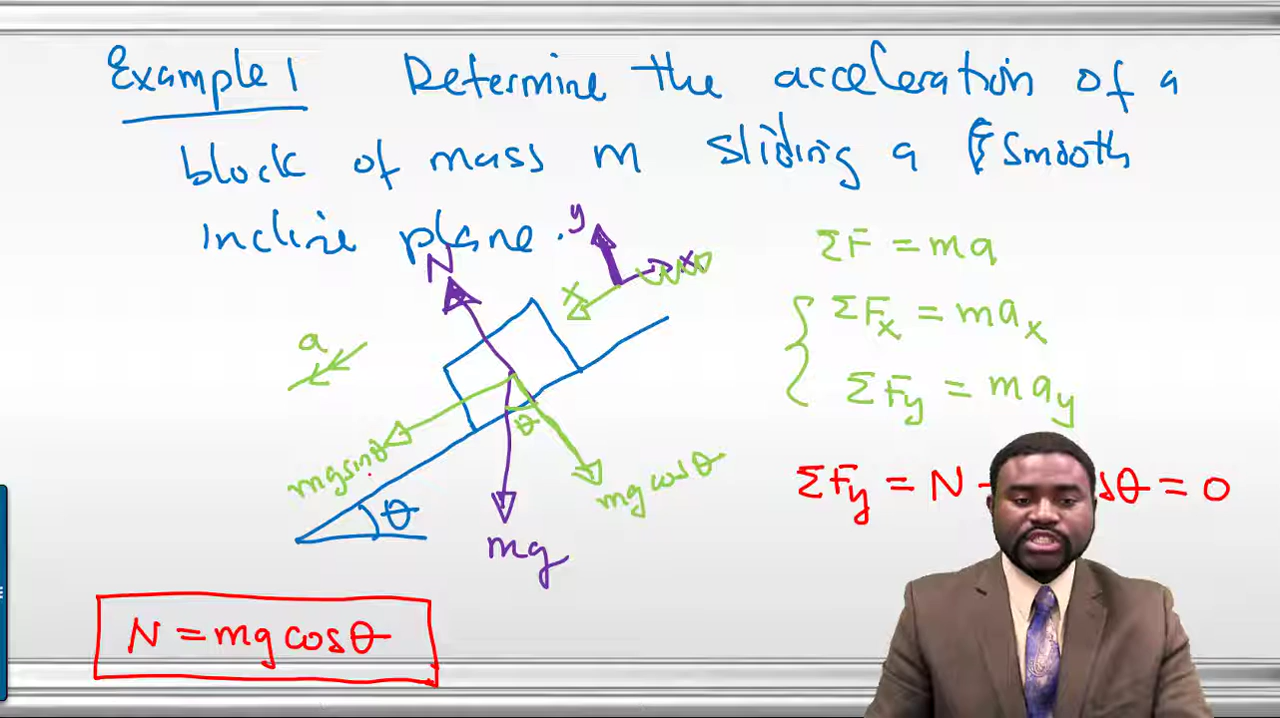 Example 1 Determine the acceleration of a
block of mass m sliding a smooth
incline plane.
y
N
x
x
a
θ
mg sinθ
mg cosθ
θ
mg
ΣF = ma
ΣFx = max
ΣFy = may
ΣFy = N - sθ = 0
N = mg cosθ